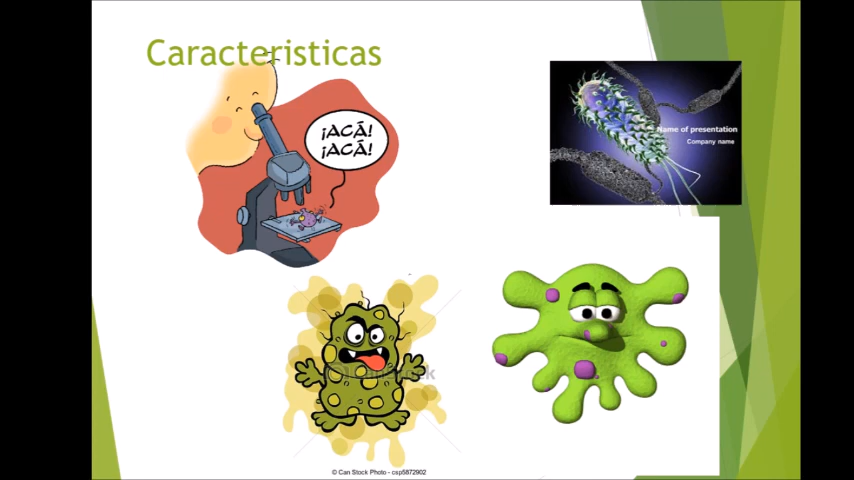 Caracteristicas
¡ACÁ!
¡ACÁ!
Name of presentation
Company name
© Can Stock Photo - csp5872902